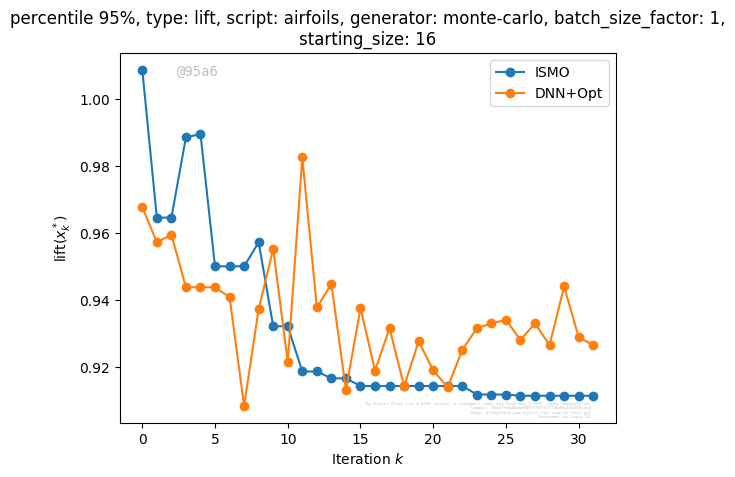 percentile 95%, type: lift, script: airfoils, generator: monte-carlo, batch_size_factor: 1,
starting_size: 16
@95a6
ISMO
DNN+Opt
1.00
0.98
0.96
0.94
0.92
lift(x*k)
0
5
10
15
20
25
30
Iteration k